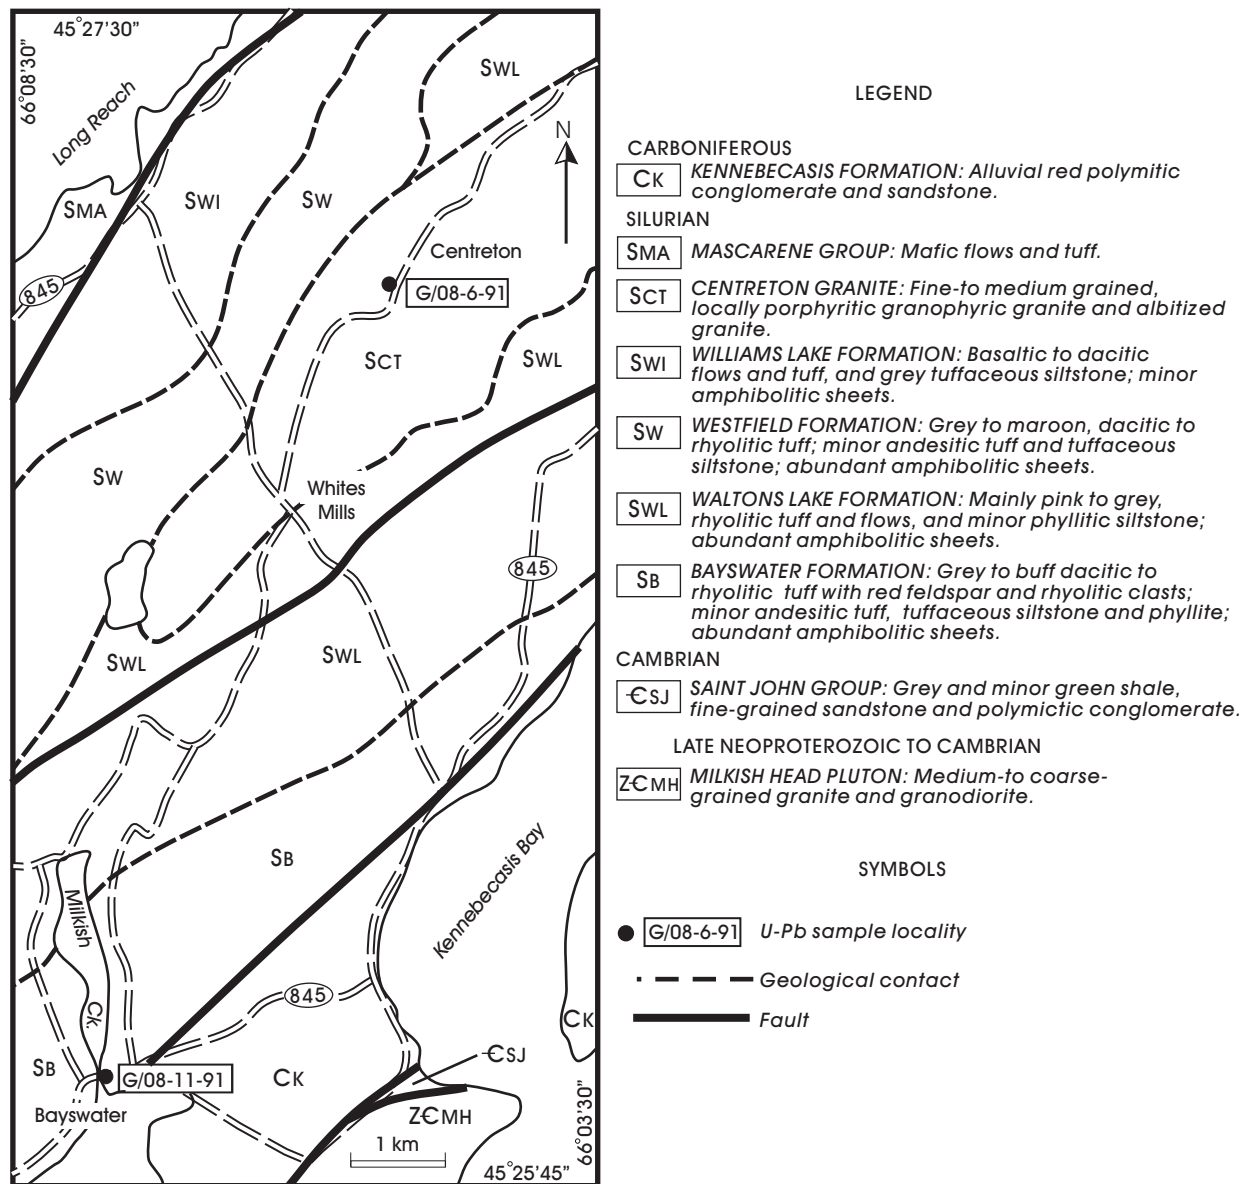 45°27'30"
66°08'30"
Long Reach
SWL
N
SMA
SWI
SW
Centreton
G/08-6-91
845
SCT
SWL
SW
Whites
Mills
845
SWL
SWL
SB
Milkish
Ck.
Kennebecasis Bay
845
CK
SB
G/08-11-91
CK
ЄSJ
Bayswater
ZЄMH
1 km
66°03'30"
45°25'45"
LEGEND
CARBONIFEROUS
CK KENNEBECASIS FORMATION: Alluvial red polymitic
conglomerate and sandstone.
SILURIAN
SMA MASCARENE GROUP: Mafic flows and tuff.
SCT CENTRETON GRANITE: Fine-to medium grained,
locally porphyritic granophyric granite and albitized
granite.
SWI WILLIAMS LAKE FORMATION: Basaltic to dacitic
flows and tuff, and grey tuffaceous siltstone; minor
amphibolitic sheets.
SW WESTFIELD FORMATION: Grey to maroon, dacitic to
rhyolitic tuff; minor andesitic tuff and tuffaceous
siltstone; abundant amphibolitic sheets.
SWL WALTONS LAKE FORMATION: Mainly pink to grey,
rhyolitic tuff and flows, and minor phyllitic siltstone;
abundant amphibolitic sheets.
SB BAYSWATER FORMATION: Grey to buff dacitic to
rhyolitic tuff with red feldspar and rhyolitic clasts;
minor andesitic tuff, tuffaceous siltstone and phyllite;
abundant amphibolitic sheets.
CAMBRIAN
ЄSJ SAINT JOHN GROUP: Grey and minor green shale,
fine-grained sandstone and polymictic conglomerate.
LATE NEOPROTEROZOIC TO CAMBRIAN
ZЄMH MILKISH HEAD PLUTON: Medium-to coarse-
grained granite and granodiorite.
SYMBOLS
G/08-6-91 U-Pb sample locality
Geological contact
Fault